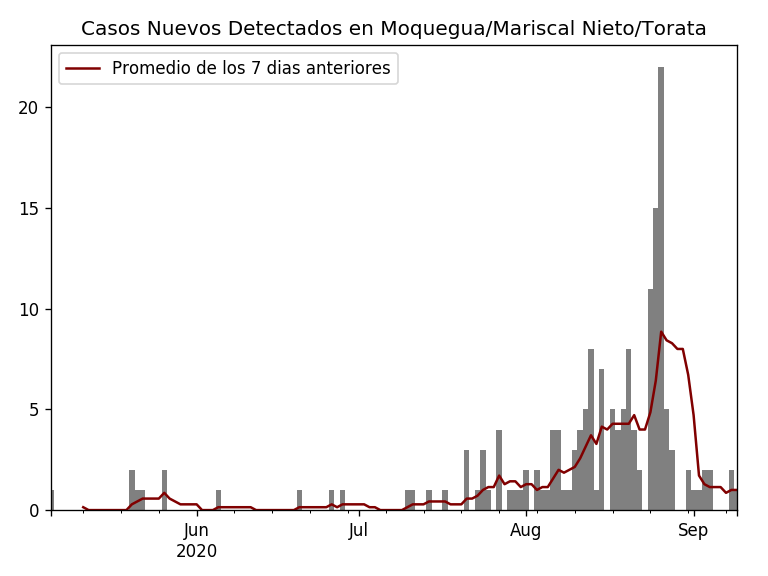 Casos Nuevos Detectados en Moquegua/Mariscal Nieto/Torata
Promedio de los 7 dias anteriores
20
15
10
5
0
Jun
2020
Jul
Aug
Sep